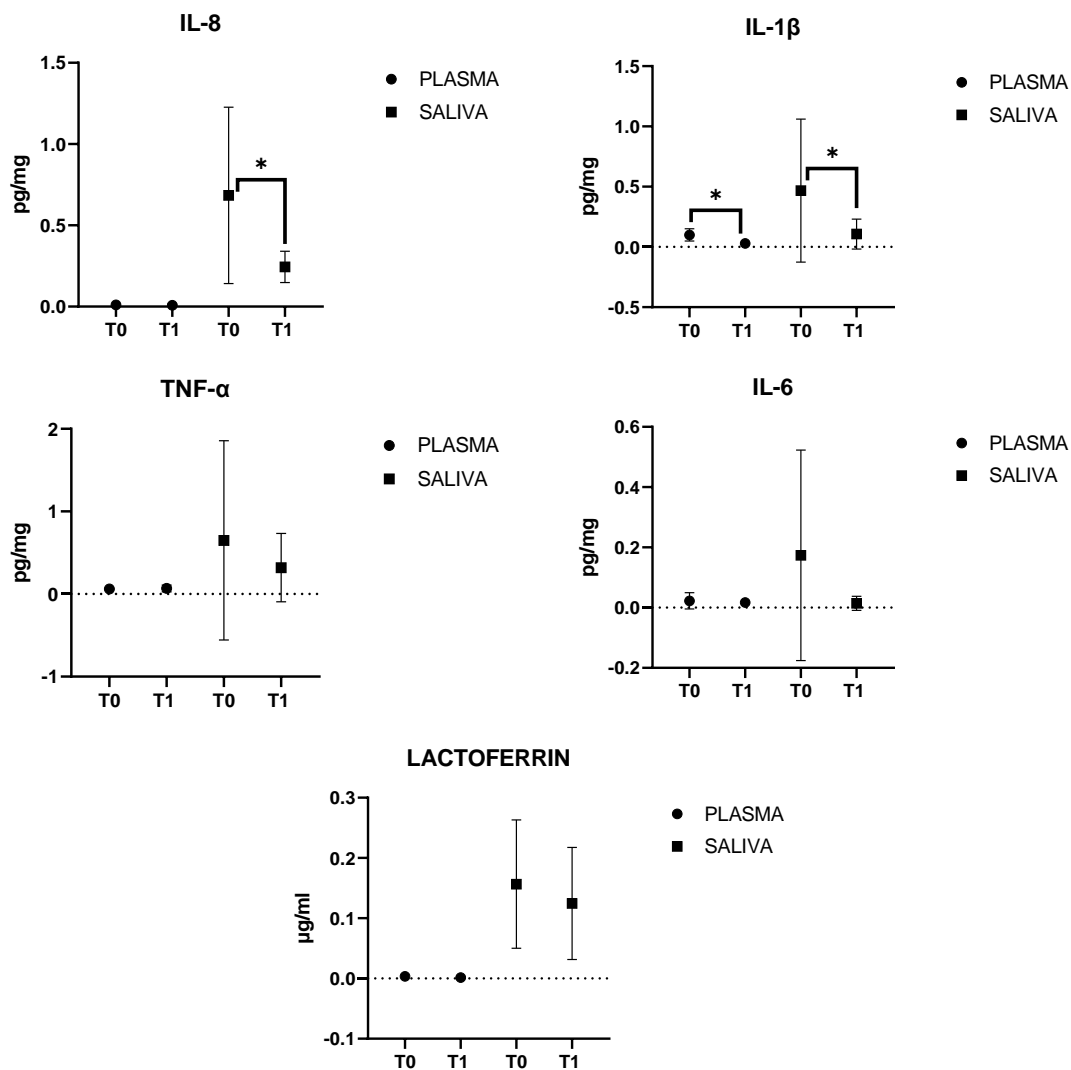 IL-8
1.5
1.0
0.5
0.0
pg/mg
*
T0 T1 T0 T1
PLASMA
SALIVA
IL-1β
1.5
1.0
0.5
0.0
-0.5
pg/mg
*
*
T0 T1 T0 T1
PLASMA
SALIVA
TNF-α
2
1
0
-1
pg/mg
T0 T1 T0 T1
PLASMA
SALIVA
IL-6
0.6
0.4
0.2
0.0
-0.2
pg/mg
T0 T1 T0 T1
PLASMA
SALIVA
LACTOFERRIN
0.3
0.2
0.1
0.0
-0.1
µg/ml
T0 T1 T0 T1
PLASMA
SALIVA